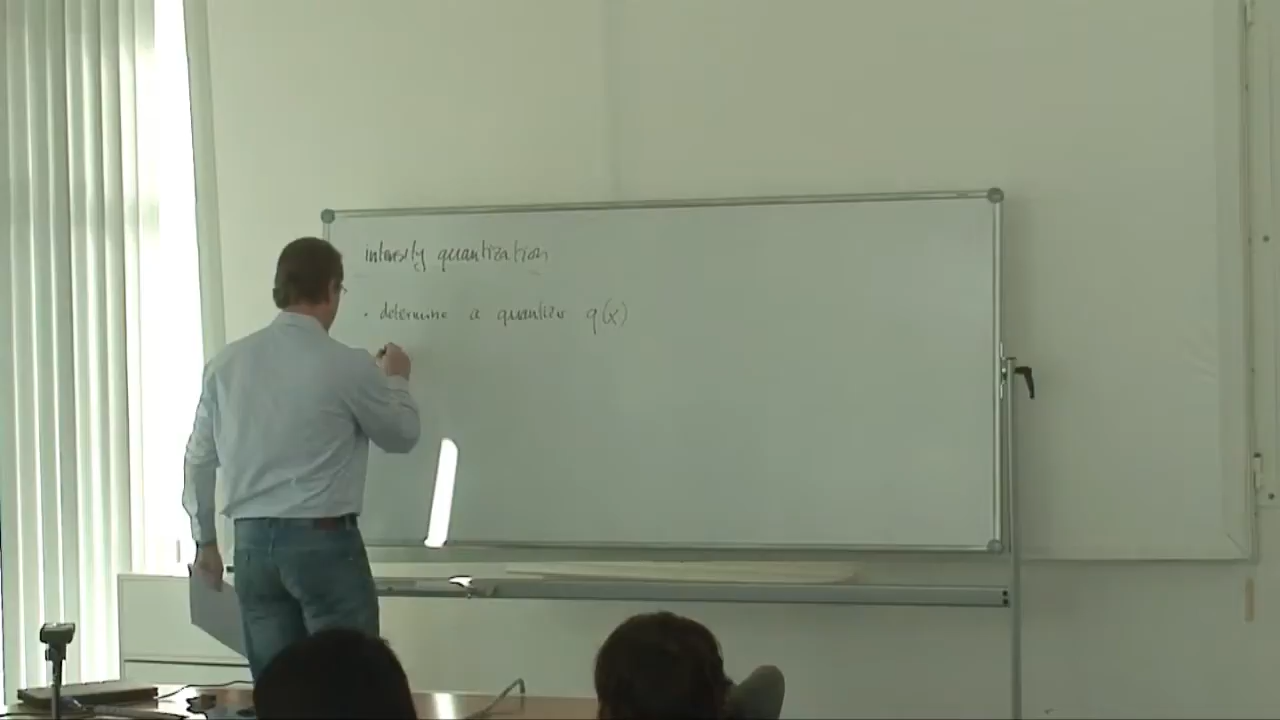 intensity quantization
• determine a quantizer q(x)